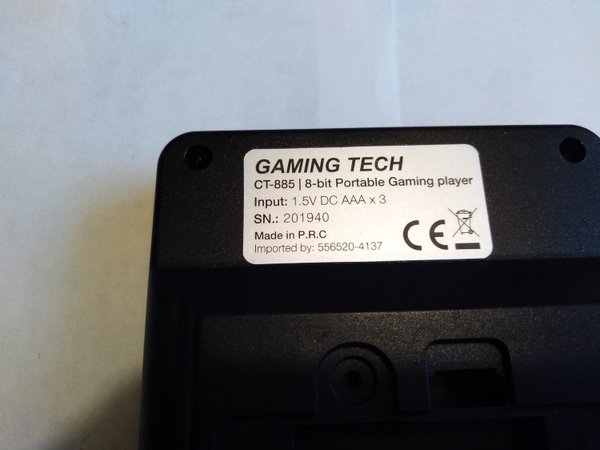 GAMING TECH
CT-885 | 8-bit Portable Gaming player
Input: 1.5V DC AAA x 3
SN.: 201940
Made in P.R.C
Imported by: 556520-4137
CE